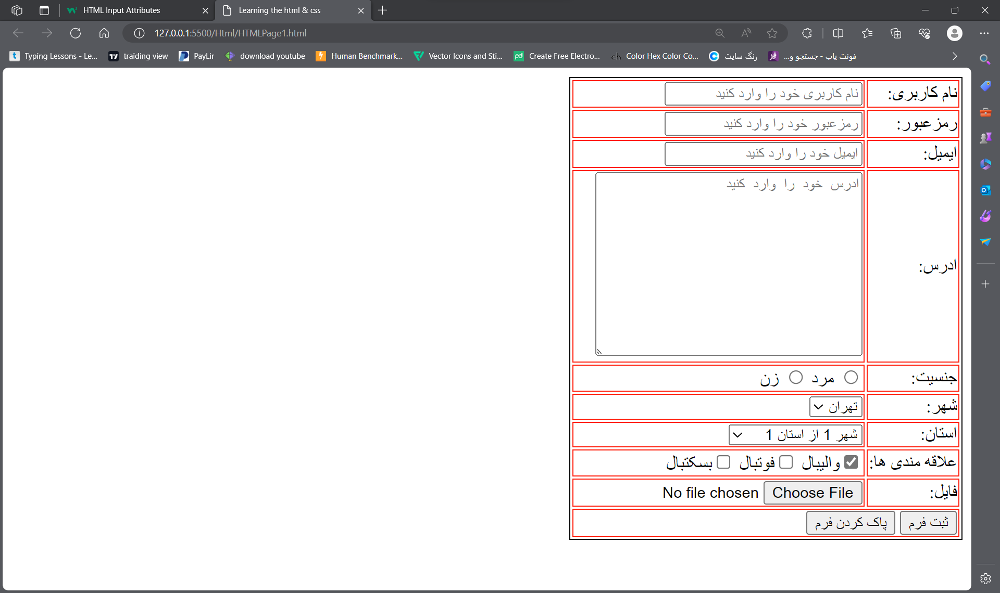 HTML Input Attributes
Learning the html & css
127.0.0.1:5500/Html/HTMLPage1.html
Typing Lessons - Le...
traiding view
PayLir
download youtube
Human Benchmark...
Vector Icons and Sti...
Create Free Electro...
Color Hex Color Co...
رنگ سایت
فونت یاب - جستجو و...
نام کاربری: نام کاربری خود را وارد کنید
رمزعبور: رمزعبور خود را وارد کنید
ایمیل: ایمیل خود را وارد کنید
ادرس: ادرس خود را وارد کنید
جنسیت: مرد زن
شهر: تهران
استان: شهر 1 از استان 1
علاقه مندی ها: والیبال فوتبال بسکتبال
فایل: Choose File No file chosen
ثبت فرم پاک کردن فرم